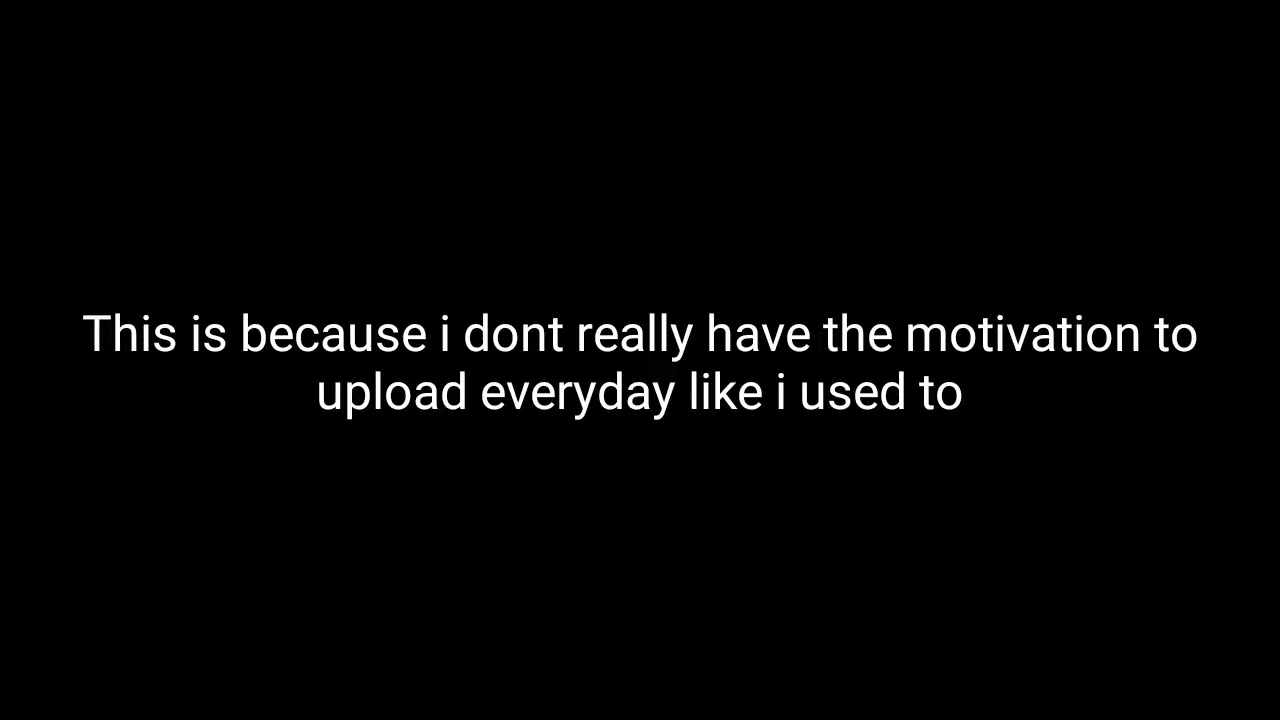 This is because i dont really have the motivation to
upload everyday like i used to